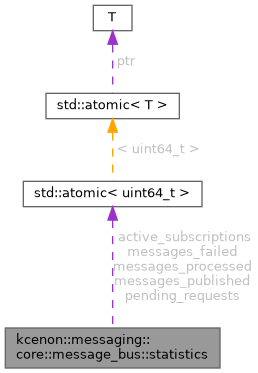 T
ptr
std::atomic< T >
< uint64_t >
std::atomic< uint64_t >
active_subscriptions
messages_failed
messages_processed
messages_published
pending_requests
kcenon::messaging::
core::message_bus::statistics